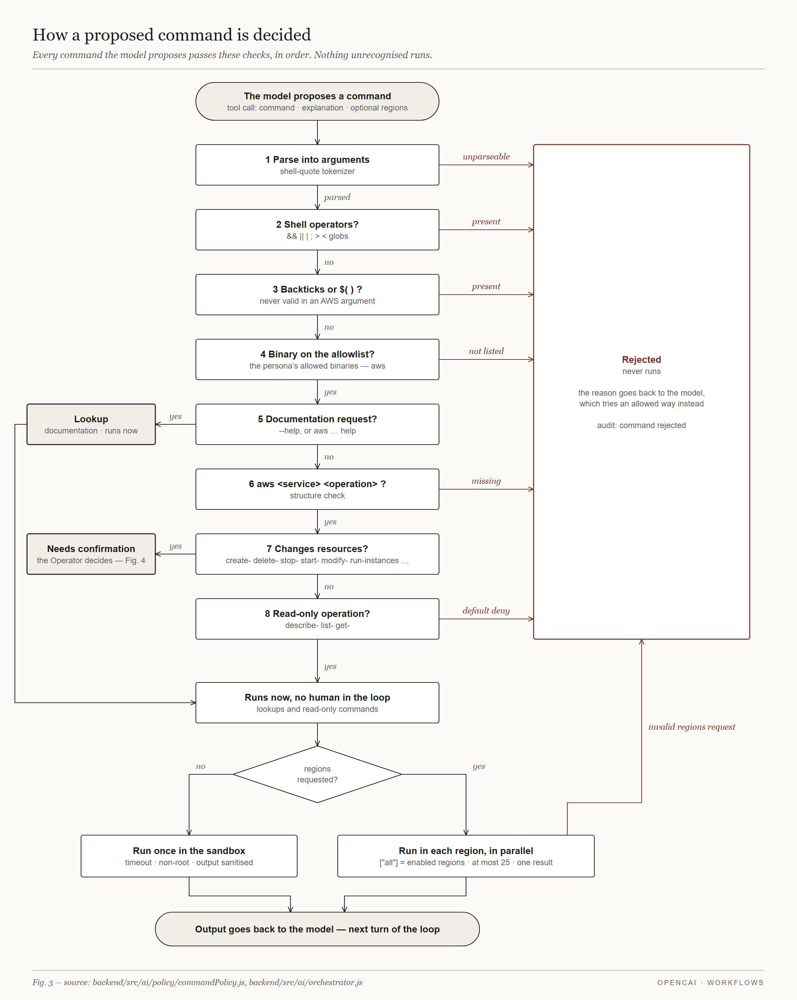 How a proposed command is decided
Every command the model proposes passes these checks, in order. Nothing unrecognised runs.
The model proposes a command
tool call: command · explanation · optional regions
1 Parse into arguments
shell-quote tokenizer
unparseable
parsed
2 Shell operators?
&& || | ; > < globs
present
no
3 Backticks or $( ) ?
never valid in an AWS argument
present
no
4 Binary on the allowlist?
the persona’s allowed binaries — aws
not listed
Rejected
never runs
the reason goes back to the model,
which tries an allowed way instead
audit: command rejected
yes
Lookup
documentation · runs now
yes
5 Documentation request?
--help, or aws … help
no
6 aws <service> <operation> ?
structure check
missing
yes
Needs confirmation
the Operator decides — Fig. 4
yes
7 Changes resources?
create- delete- stop- start- modify- run-instances …
no
8 Read-only operation?
describe- list- get-
default deny
yes
Runs now, no human in the loop
lookups and read-only commands
invalid regions request
no
regions
requested?
yes
Run once in the sandbox
timeout · non-root · output sanitised
Run in each region, in parallel
["all"] = enabled regions · at most 25 · one result
Output goes back to the model — next turn of the loop
Fig. 3 — source: backend/src/ai/policy/commandPolicy.js, backend/src/ai/orchestrator.js
OPENCAI · WORKFLOWS